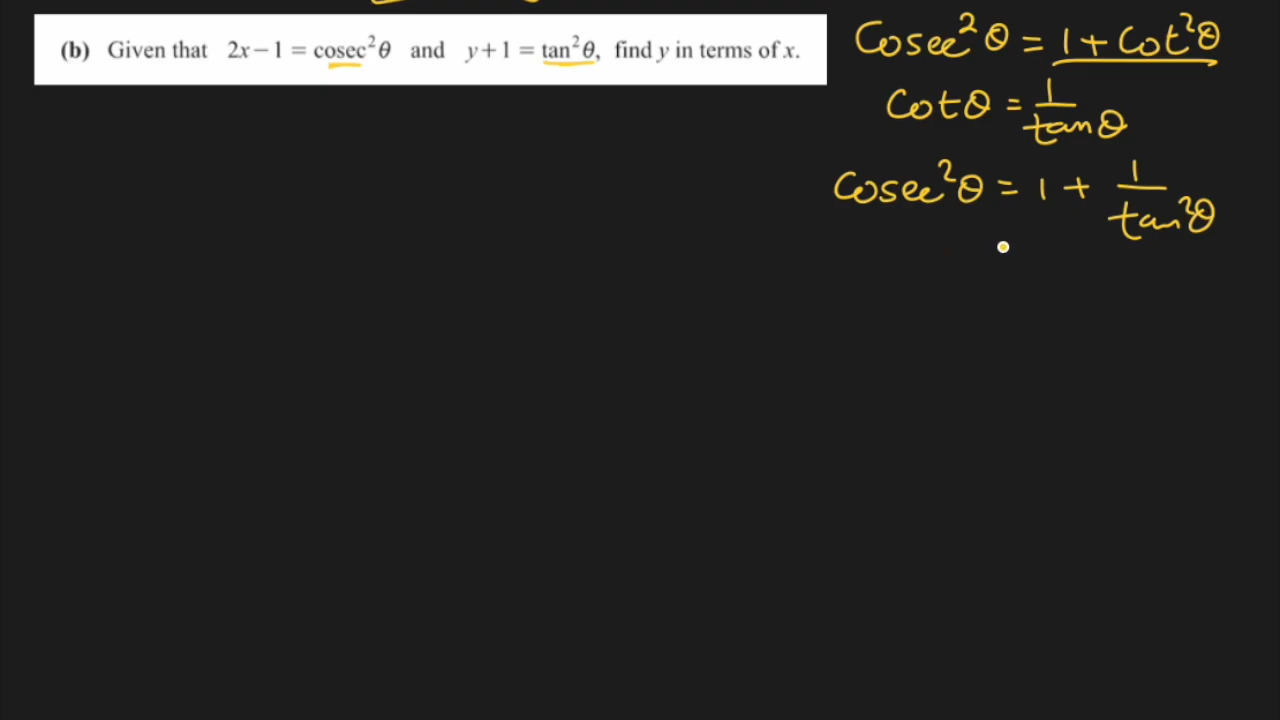 (b) Given that 2x−1 = cosec²θ and y+1 = tan²θ, find y in terms of x.
Cosec²θ = 1 + Cot²θ
Cotθ = 1/tanθ
Cosec²θ = 1 + 1/tan²θ